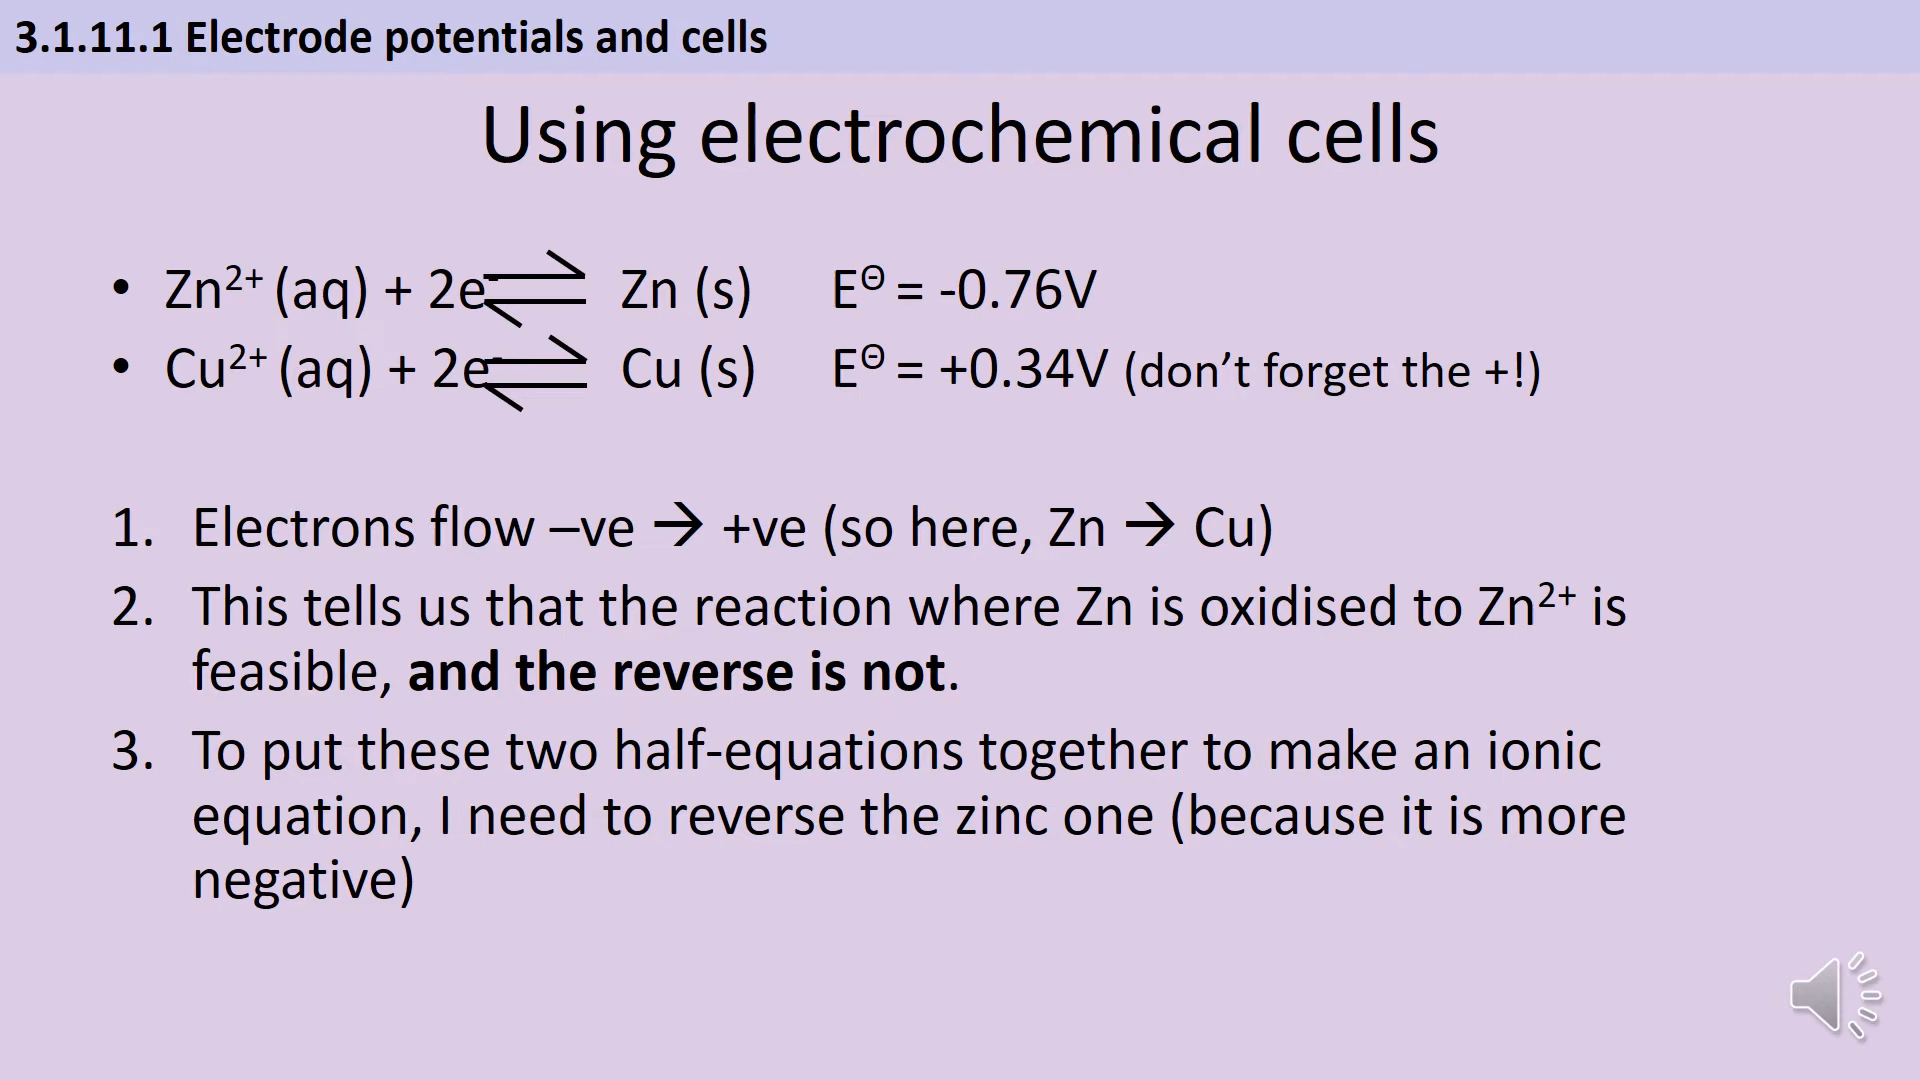 3.1.11.1 Electrode potentials and cells
Using electrochemical cells
• Zn²⁺ (aq) + 2e⁻ ⇌ Zn (s) E^Θ = -0.76V
• Cu²⁺ (aq) + 2e⁻ ⇌ Cu (s) E^Θ = +0.34V (don’t forget the +!)
1. Electrons flow –ve → +ve (so here, Zn → Cu)
2. This tells us that the reaction where Zn is oxidised to Zn²⁺ is
feasible, and the reverse is not.
3. To put these two half-equations together to make an ionic
equation, I need to reverse the zinc one (because it is more
negative)